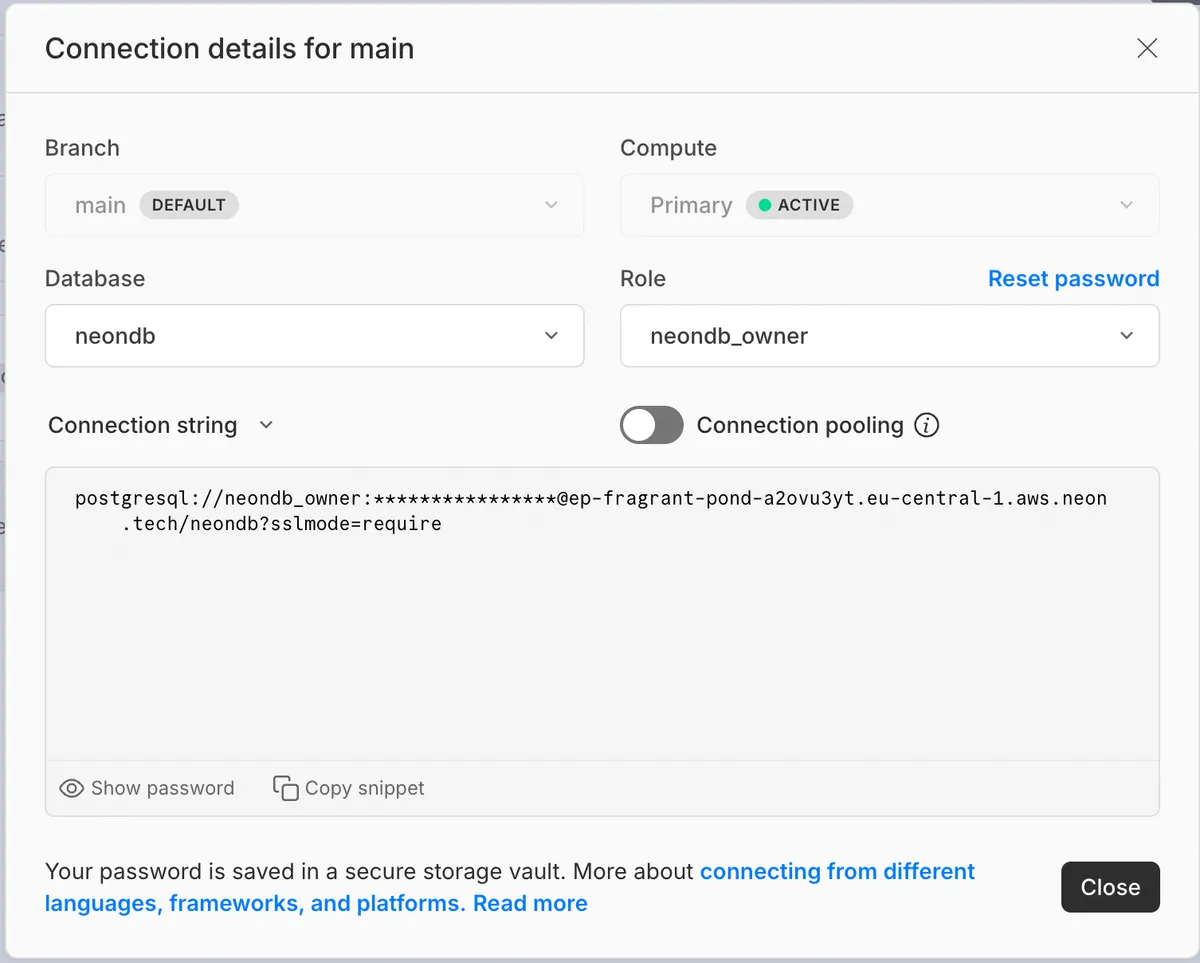 Connection details for main
Branch
Compute
main DEFAULT
Primary ACTIVE
Database
Role
Reset password
neondb
neondb_owner
Connection string
Connection pooling
postgresql://neondb_owner:****************@ep-fragrant-pond-a2ovu3yt.eu-central-1.aws.neon
.tech/neondb?sslmode=require
Show password
Copy snippet
Your password is saved in a secure storage vault. More about connecting from different
languages, frameworks, and platforms. Read more
Close